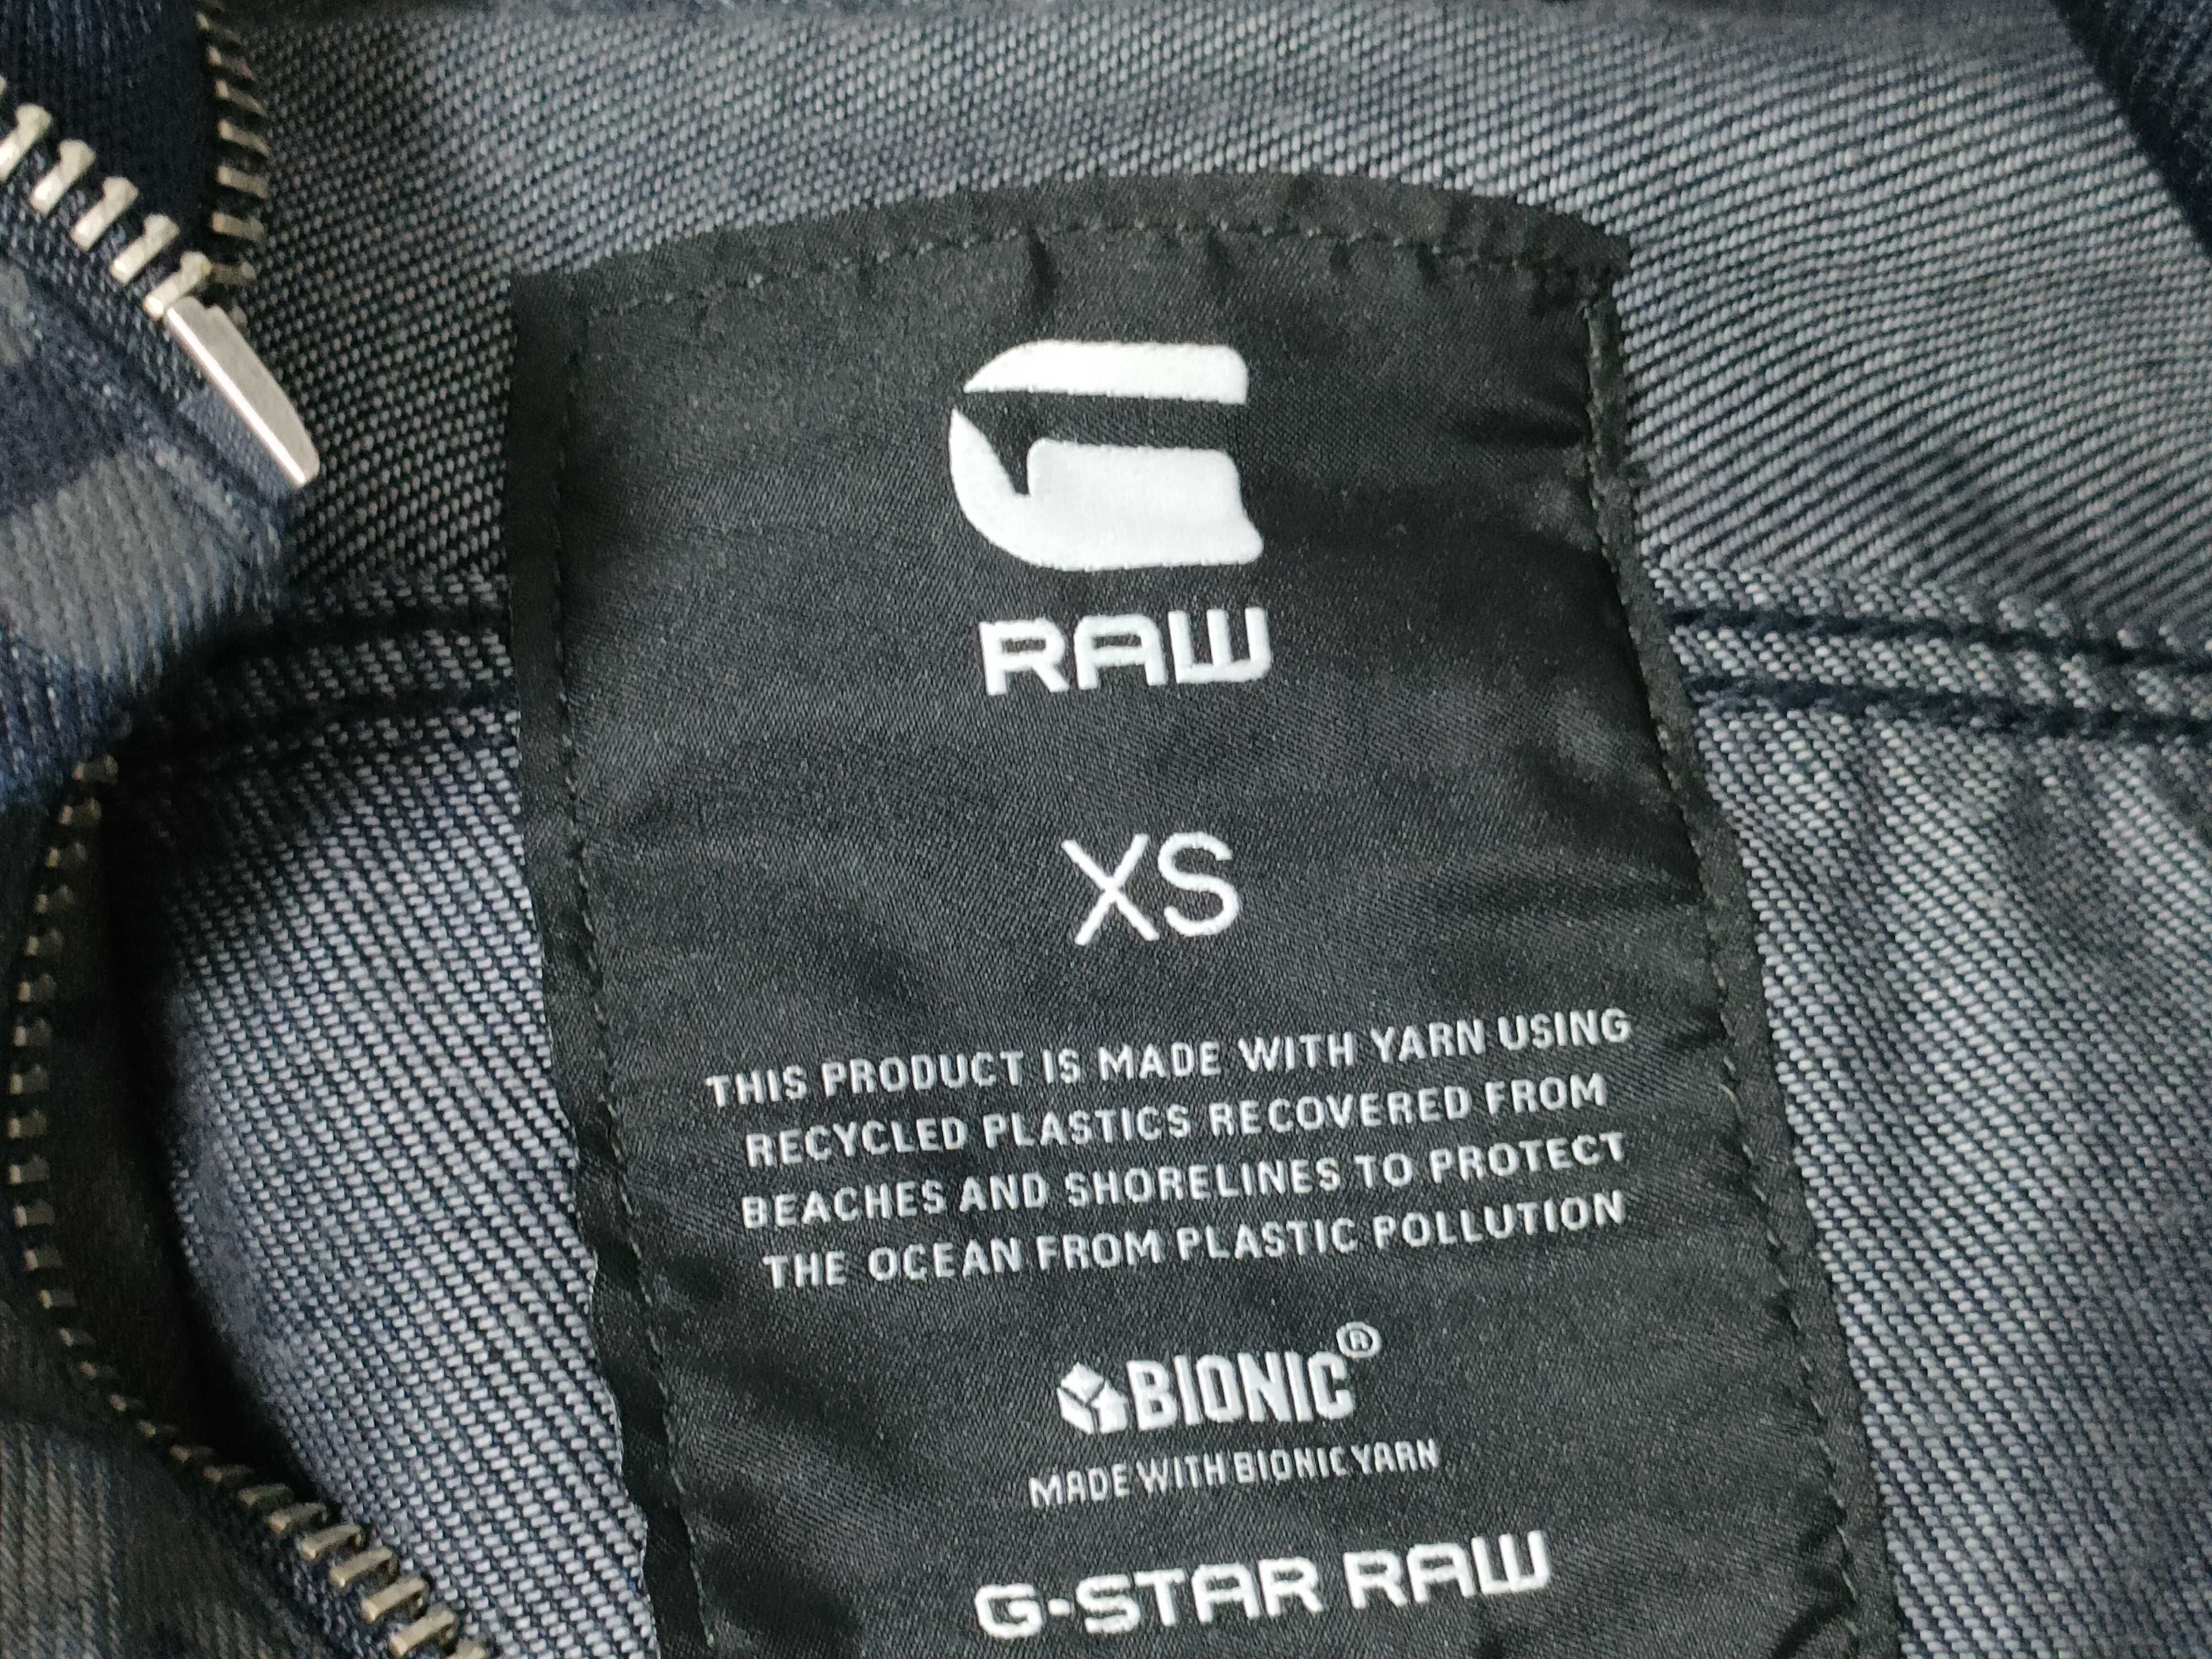 G
RAW
XS
THIS PRODUCT IS MADE WITH YARN USING
RECYCLED PLASTICS RECOVERED FROM
BEACHES AND SHORELINES TO PROTECT
THE OCEAN FROM PLASTIC POLLUTION
BIONIC®
MADE WITH BIONIC YARN
G-STAR RAW